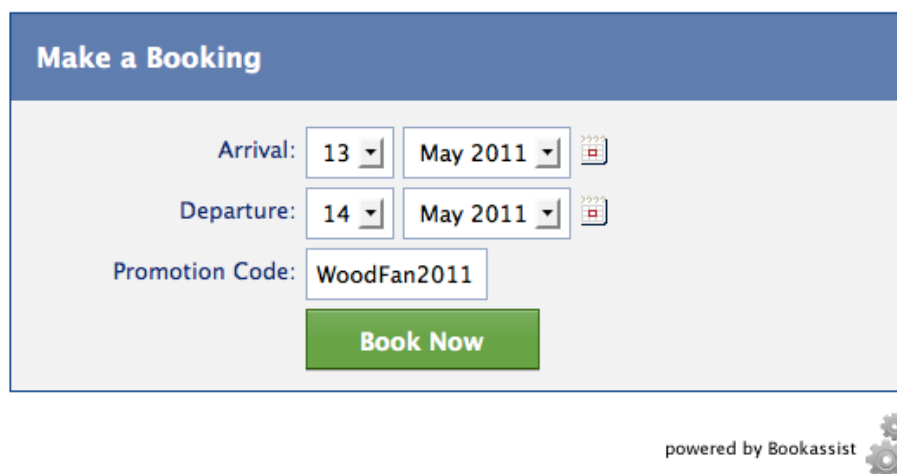 Make a Booking
Arrival: 13 May 2011
Departure: 14 May 2011
Promotion Code: WoodFan2011
Book Now
powered by Bookassist